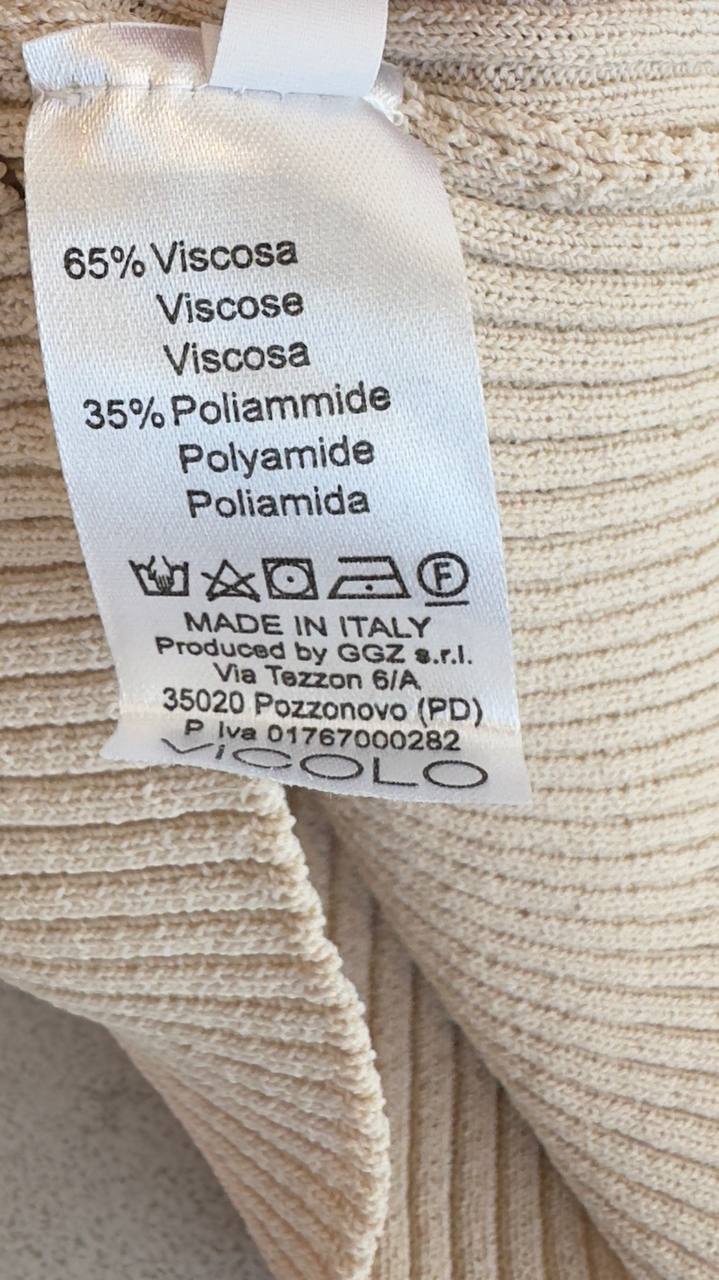 65% Viscosa
Viscose
Viscosa
35% Poliammide
Polyamide
Poliamida
F
MADE IN ITALY
Produced by GGZ s.r.l.
Via Tezzon 6/A
35020 Pozzonovo (PD)
P Iva 01767000282
ViCOLO